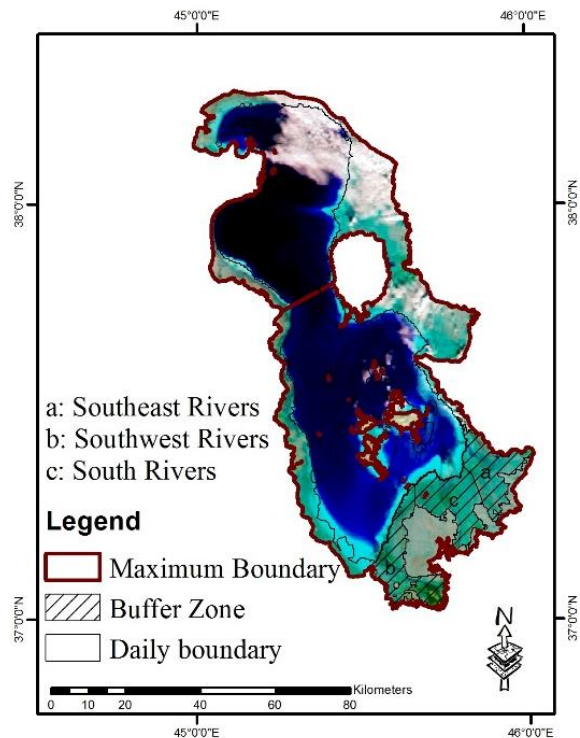 45°0'0"E
46°0'0"E
38°0'0"N
38°0'0"N
a: Southeast Rivers
b: Southwest Rivers
c: South Rivers
a
c
b
Legend
Maximum Boundary
Buffer Zone
Daily boundary
37°0'0"N
37°0'0"N
N
Kilometers
0 10 20 40 60 80
45°0'0"E
46°0'0"E